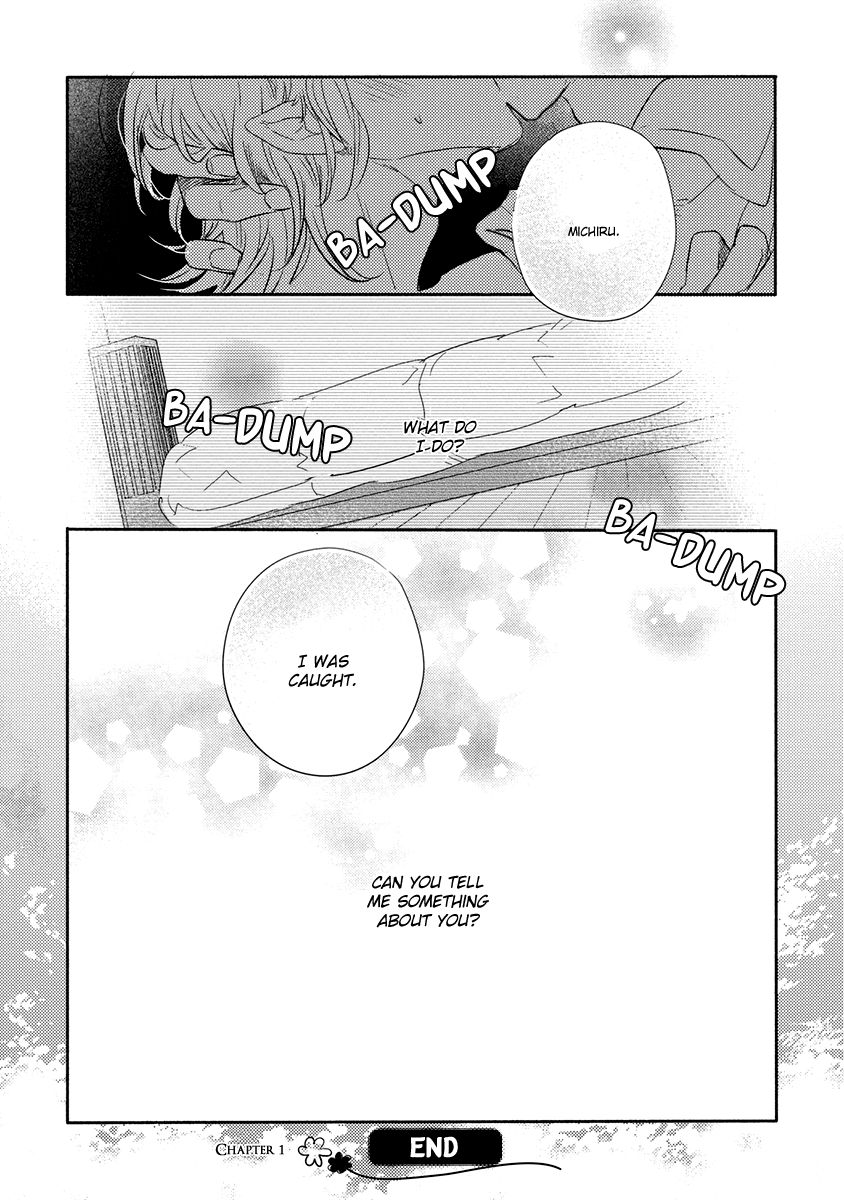 BA-DUMP
MICHIRU.
BA-DUMP
WHAT DO
I DO?
BA-DUMP
I WAS
CAUGHT.
CAN YOU TELL
ME SOMETHING
ABOUT YOU?
CHAPTER 1
END